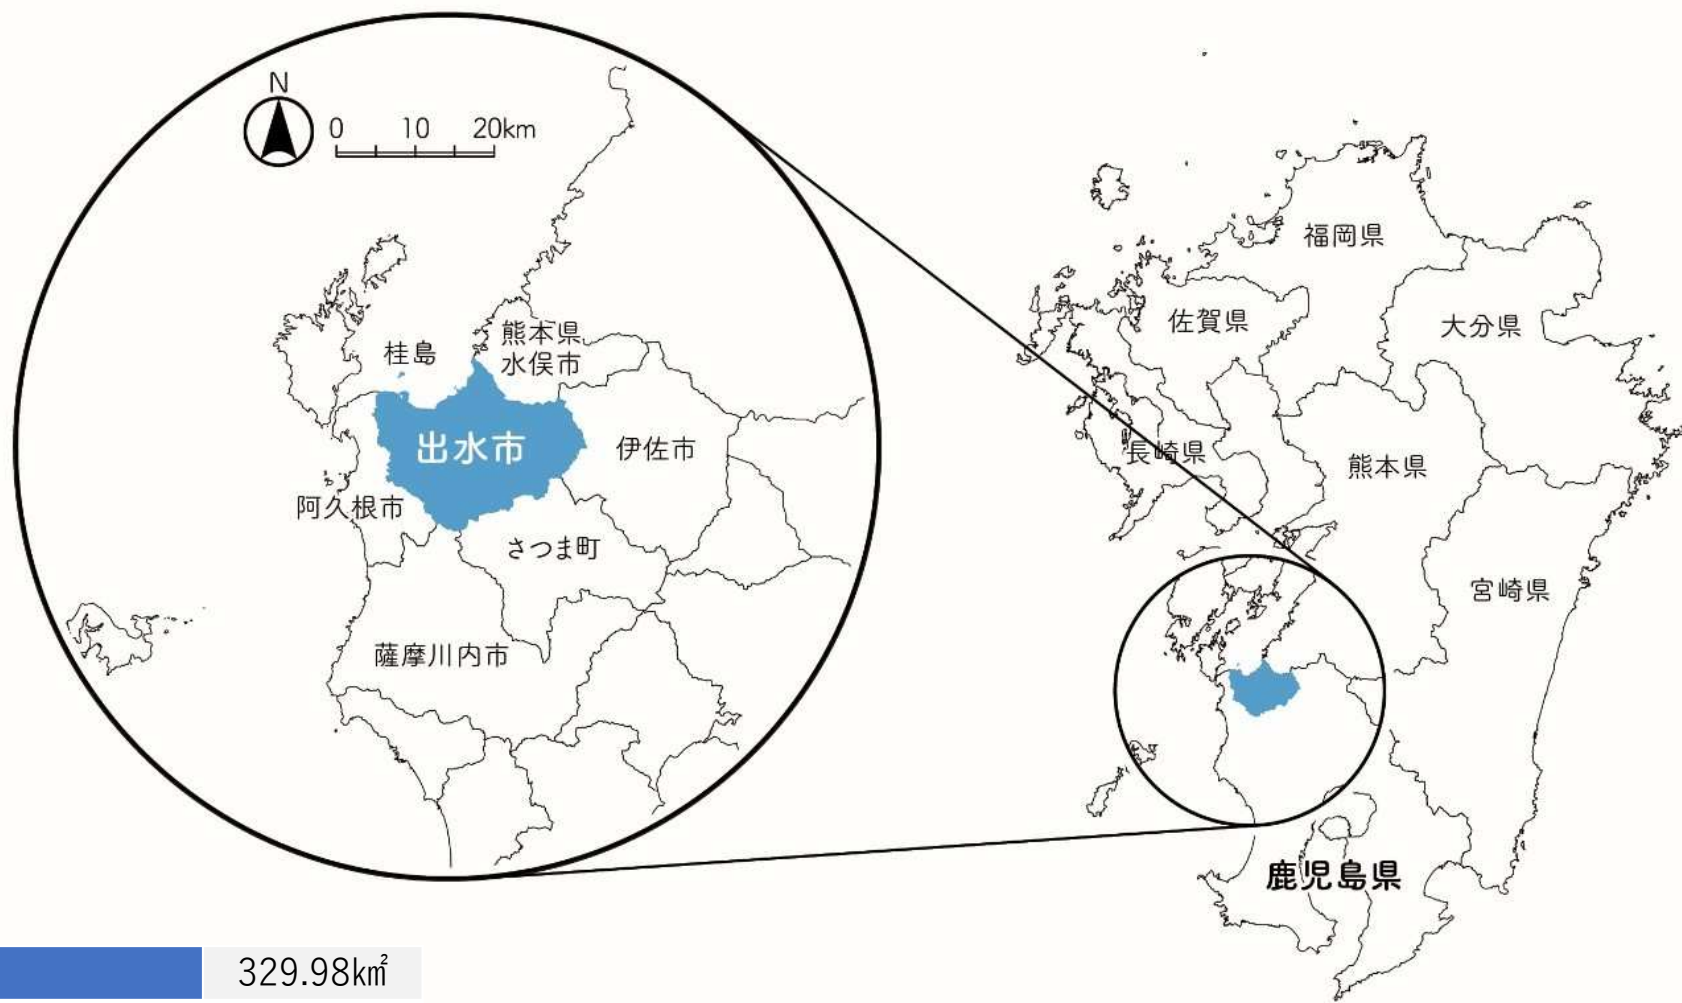 N
0 10 20km
熊本県
水俣市
桂島
出水市
伊佐市
阿久根市
さつま町
薩摩川内市
福岡県
佐賀県
大分県
長崎県
熊本県
宮崎県
鹿児島県
329.98k㎡